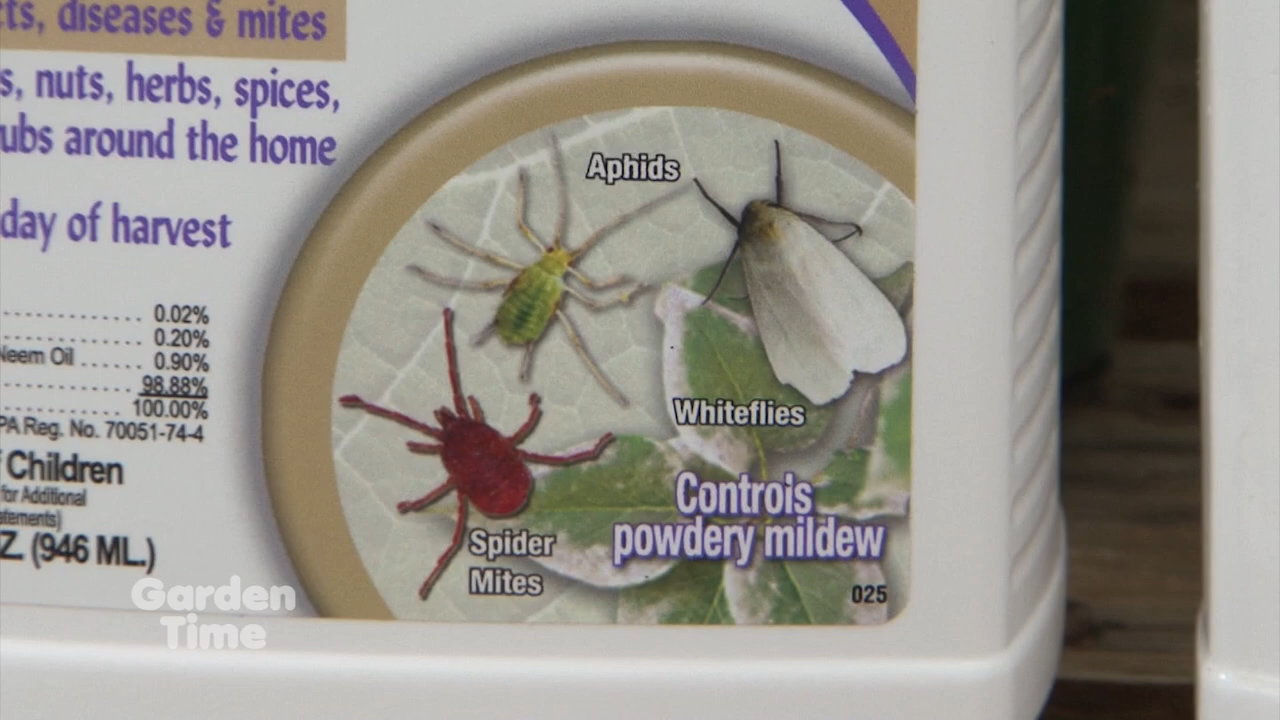 cts, diseases & mites
s, nuts, herbs, spices,
ubs around the home
day of harvest
0.02%
0.20%
Neem Oil 0.90%
98.88%
100.00%
PA Reg. No. 70051-74-4
f Children
for Additional
atements)
Z. (946 ML.)
Aphids
Whiteflies
Spider
Mites
Controls
powdery mildew
025
Garden
Time